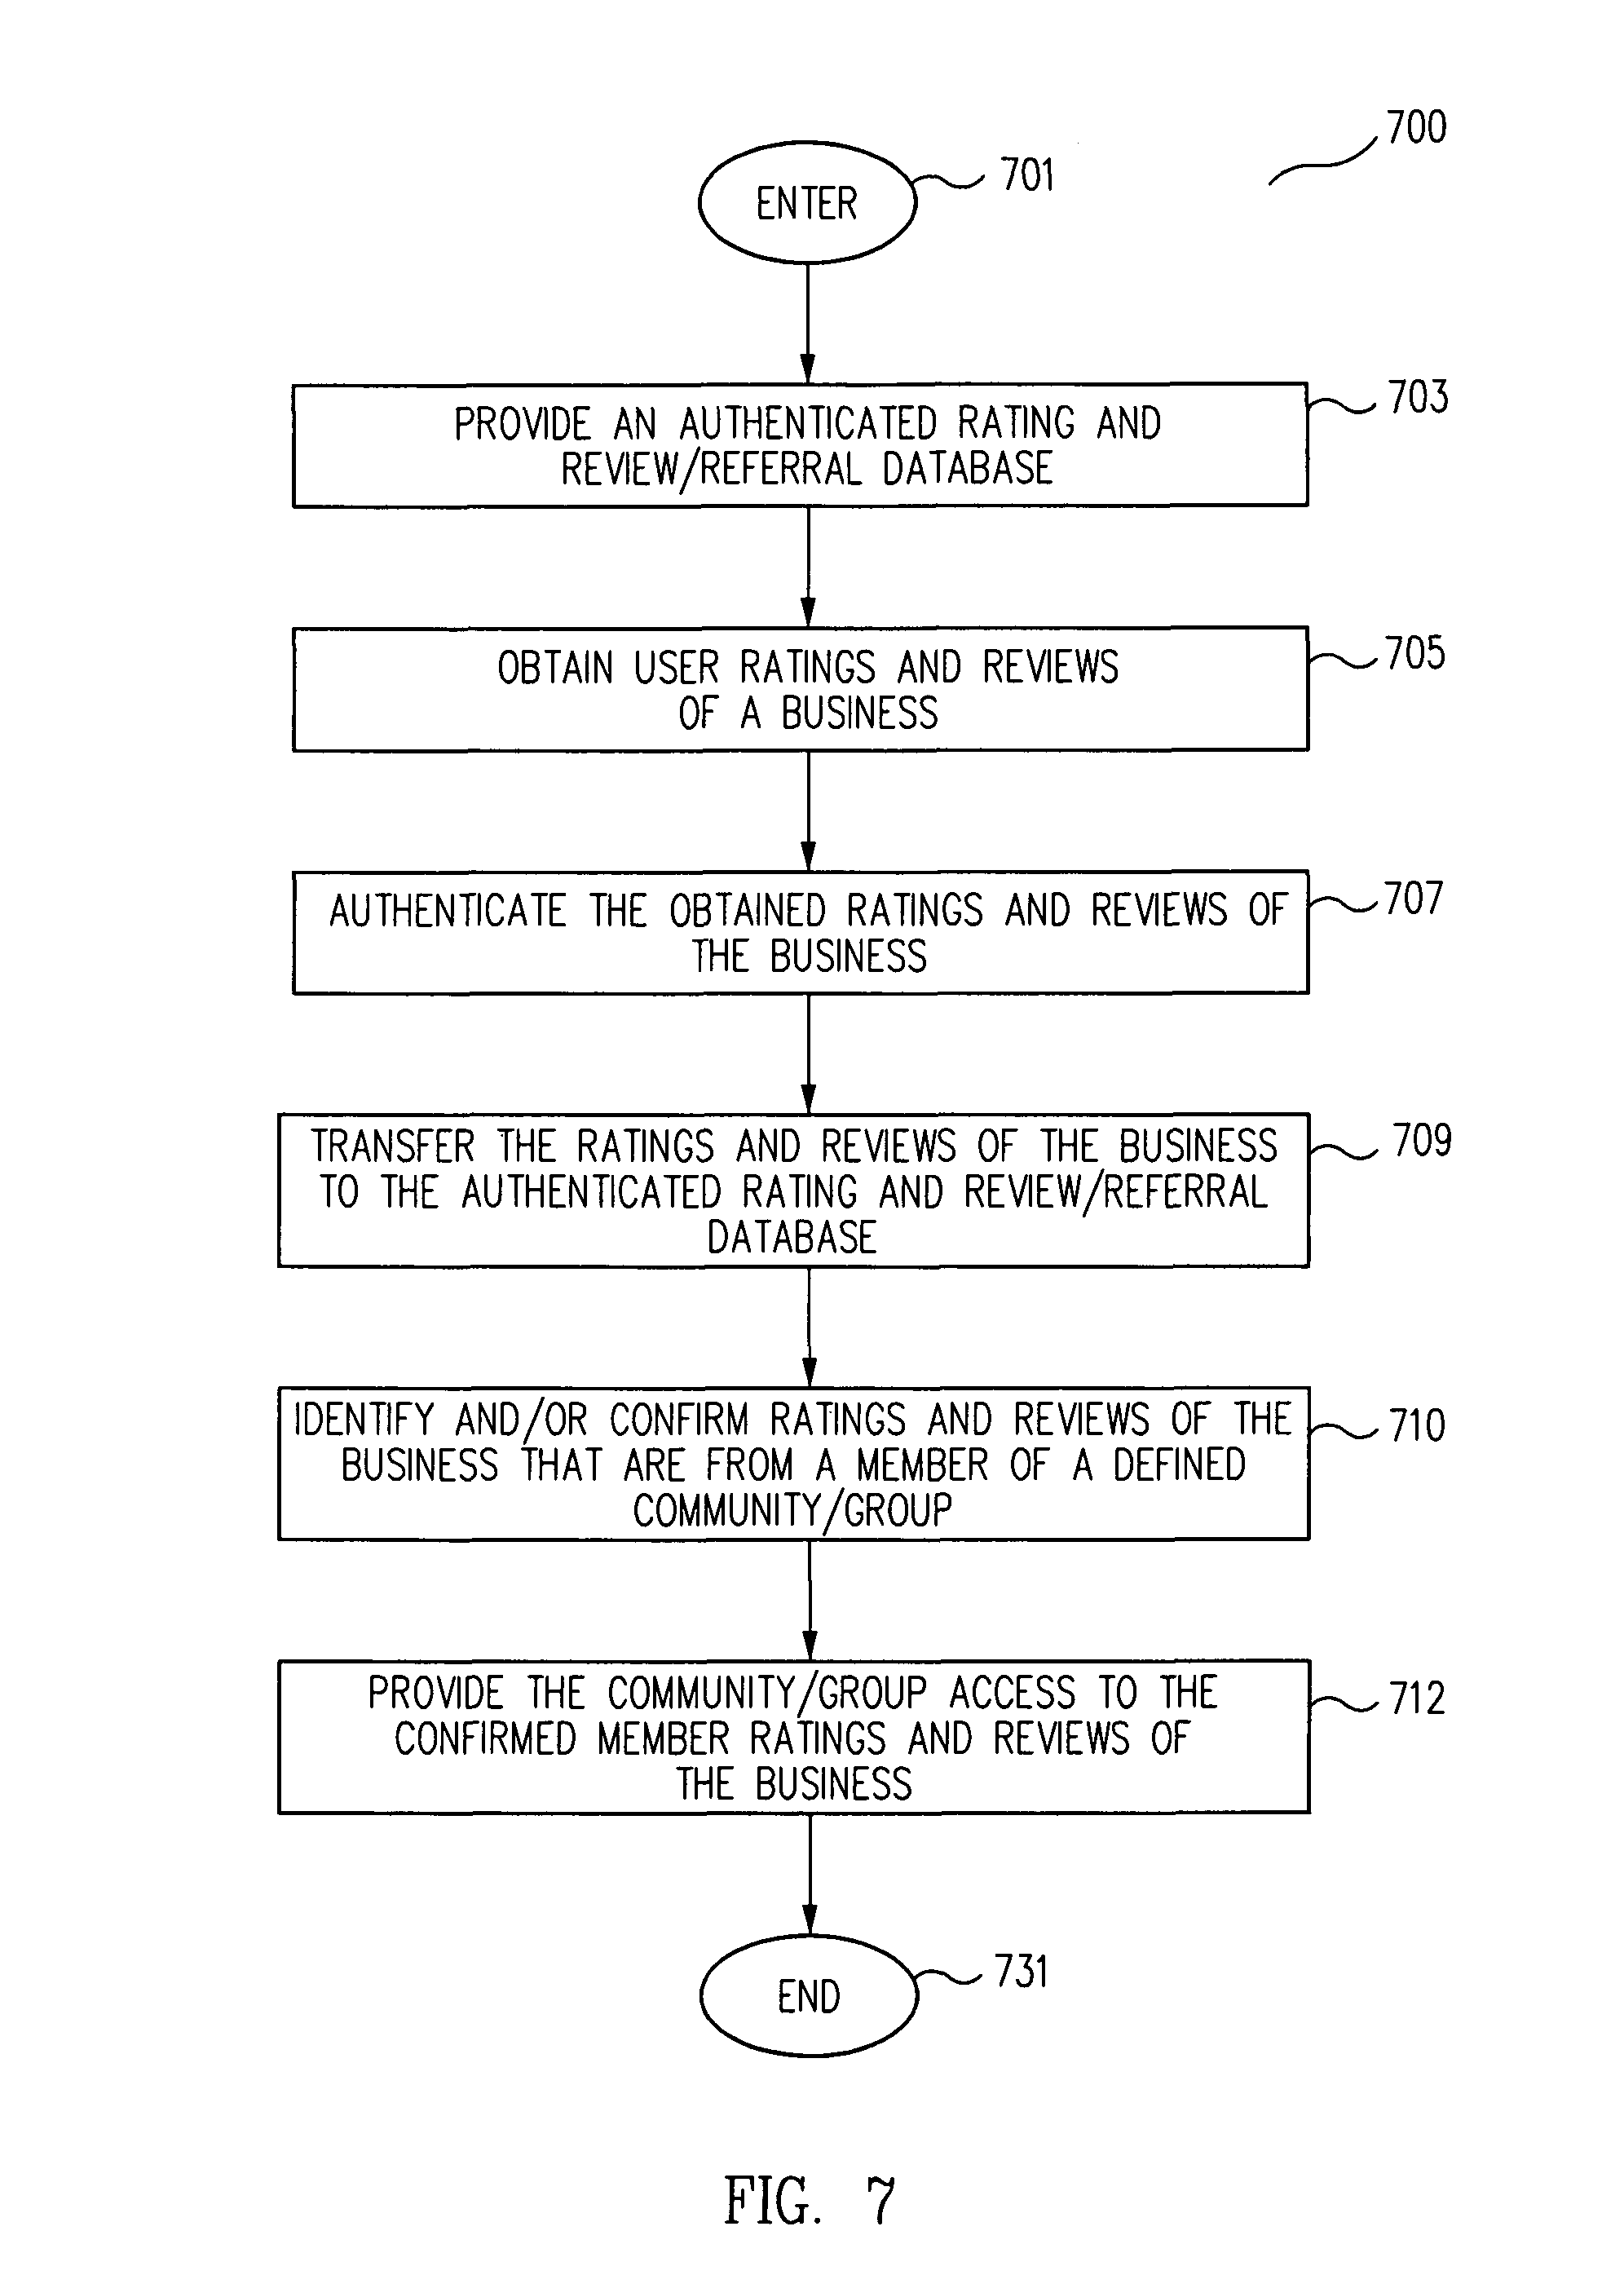 700
ENTER
701
PROVIDE AN AUTHENTICATED RATING AND
REVIEW/REFERRAL DATABASE
703
OBTAIN USER RATINGS AND REVIEWS
OF A BUSINESS
705
AUTHENTICATE THE OBTAINED RATINGS AND REVIEWS OF
THE BUSINESS
707
TRANSFER THE RATINGS AND REVIEWS OF THE BUSINESS
TO THE AUTHENTICATED RATING AND REVIEW/REFERRAL
DATABASE
709
IDENTIFY AND/OR CONFIRM RATINGS AND REVIEWS OF THE
BUSINESS THAT ARE FROM A MEMBER OF A DEFINED
COMMUNITY/GROUP
710
PROVIDE THE COMMUNITY/GROUP ACCESS TO THE
CONFIRMED MEMBER RATINGS AND REVIEWS OF
THE BUSINESS
712
END
731
FIG. 7